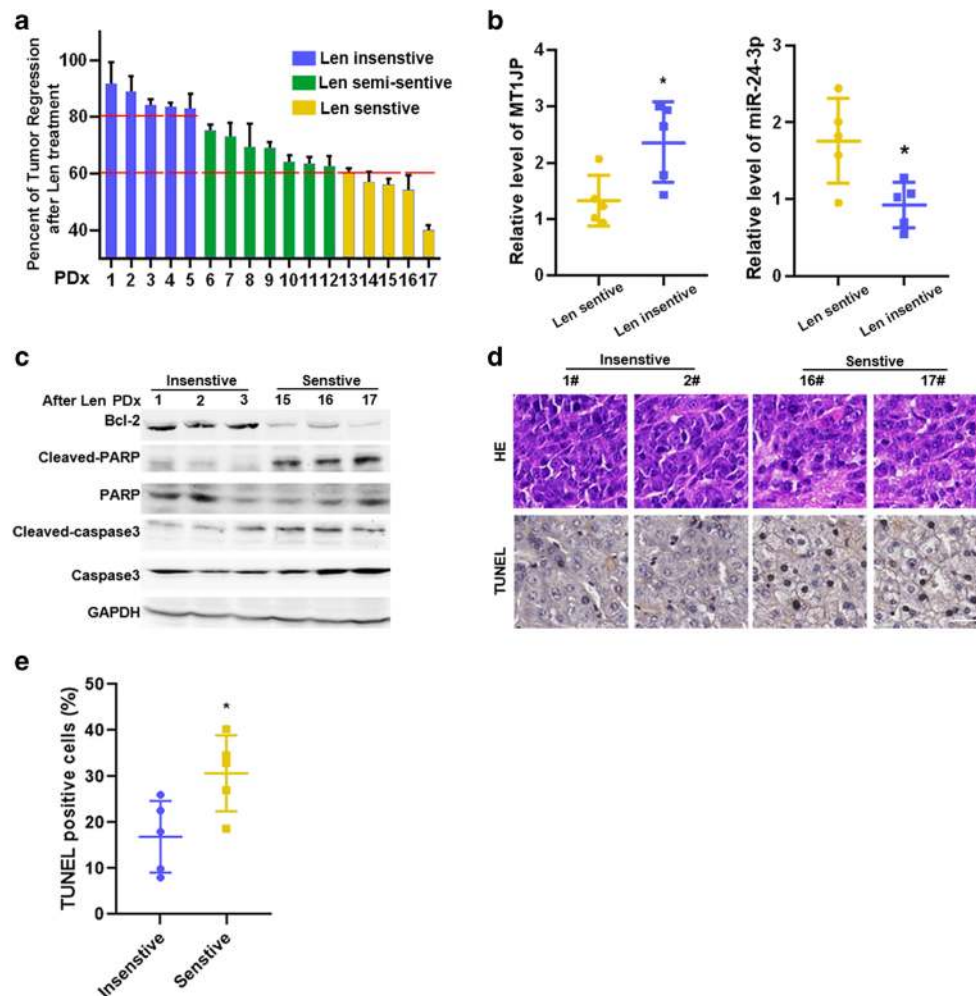 a
Pencent of Tumor Regression
after Len treatment
100
80
60
40
Len insenstive
Len semi-sentive
Len senstive
PDx 1 2 3 4 5 6 7 8 9 10 11 12 13 14 15 16 17
b
Relative level of MT1JP
4
3
2
1
0
*
Len sentive
Len insentive
Relative level of miR-24-3p
3
2
1
0
*
Len sentive
Len insentive
c
Insenstive Senstive
After Len PDx 1 2 3 15 16 17
Bcl-2
Cleaved-PARP
PARP
Cleaved-caspase3
Caspase3
GAPDH
d
Insenstive Senstive
1# 2# 16# 17#
HE
TUNEL
e
TUNEL positive cells (%)
50
40
30
20
10
0
*
Insenstive
Senstive